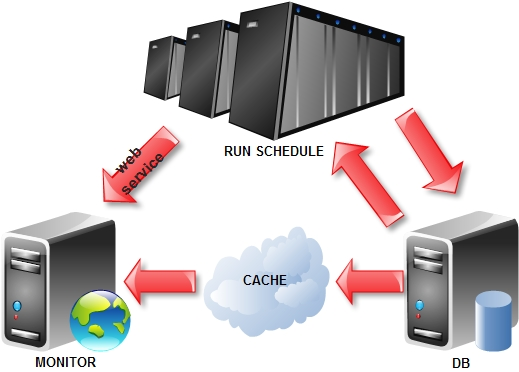 RUN SCHEDULE
web
service
CACHE
MONITOR
DB